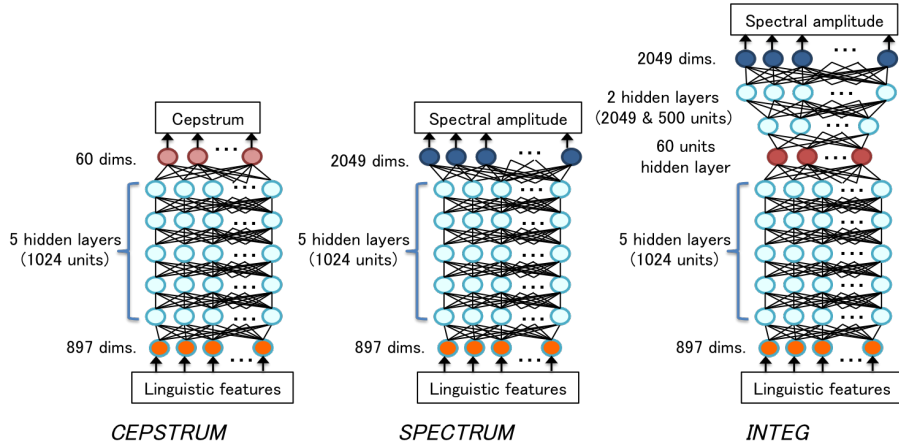 Cepstrum
60 dims.
...
...
5 hidden layers
(1024 units)
897 dims.
...
Linguistic features
CEPSTRUM
Spectral amplitude
2049 dims.
...
...
5 hidden layers
(1024 units)
897 dims.
...
Linguistic features
SPECTRUM
Spectral amplitude
2049 dims.
...
2 hidden layers
(2049 & 500 units)
...
...
60 units
hidden layer
...
...
5 hidden layers
(1024 units)
897 dims.
...
Linguistic features
INTEG